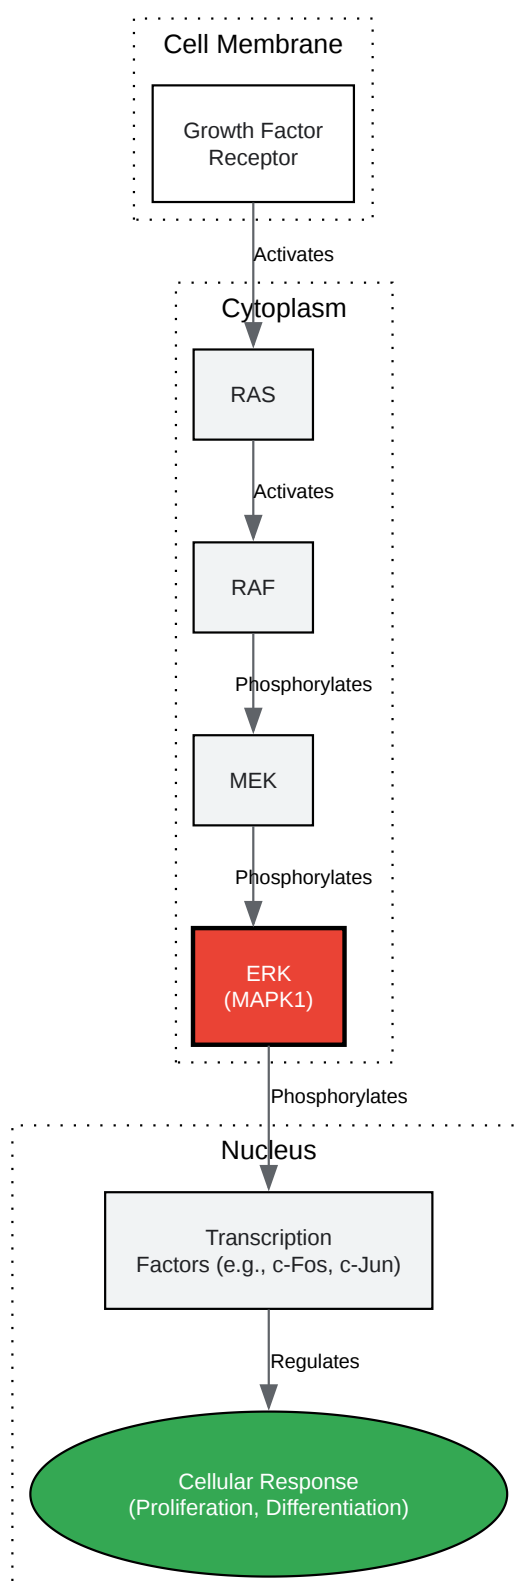 Cell Membrane
Growth Factor
Receptor
Activates
Cytoplasm
RAS
Activates
RAF
Phosphorylates
MEK
Phosphorylates
ERK
(MAPK1)
Phosphorylates
Nucleus
Transcription
Factors (e.g., c-Fos, c-Jun)
Regulates
Cellular Response
(Proliferation, Differentiation)